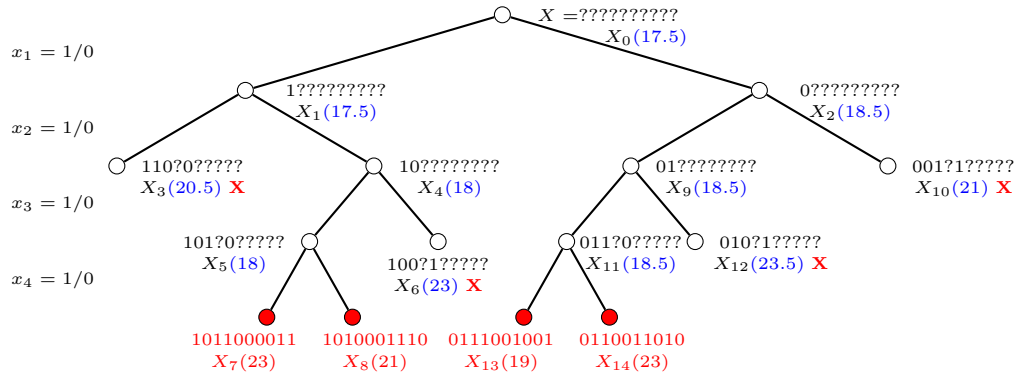 X =??????????
X₀(17.5)
x₁ = 1/0
1?????????
X₁(17.5)
0?????????
X₂(18.5)
x₂ = 1/0
110?0?????
X₃(20.5) X
10????????
X₄(18)
01????????
X₉(18.5)
001?1?????
X₁₀(21) X
x₃ = 1/0
101?0?????
X₅(18)
100?1?????
X₆(23) X
011?0?????
X₁₁(18.5)
010?1?????
X₁₂(23.5) X
x₄ = 1/0
1011000011
X₇(23)
1010001110
X₈(21)
0111001001
X₁₃(19)
0110011010
X₁₄(23)